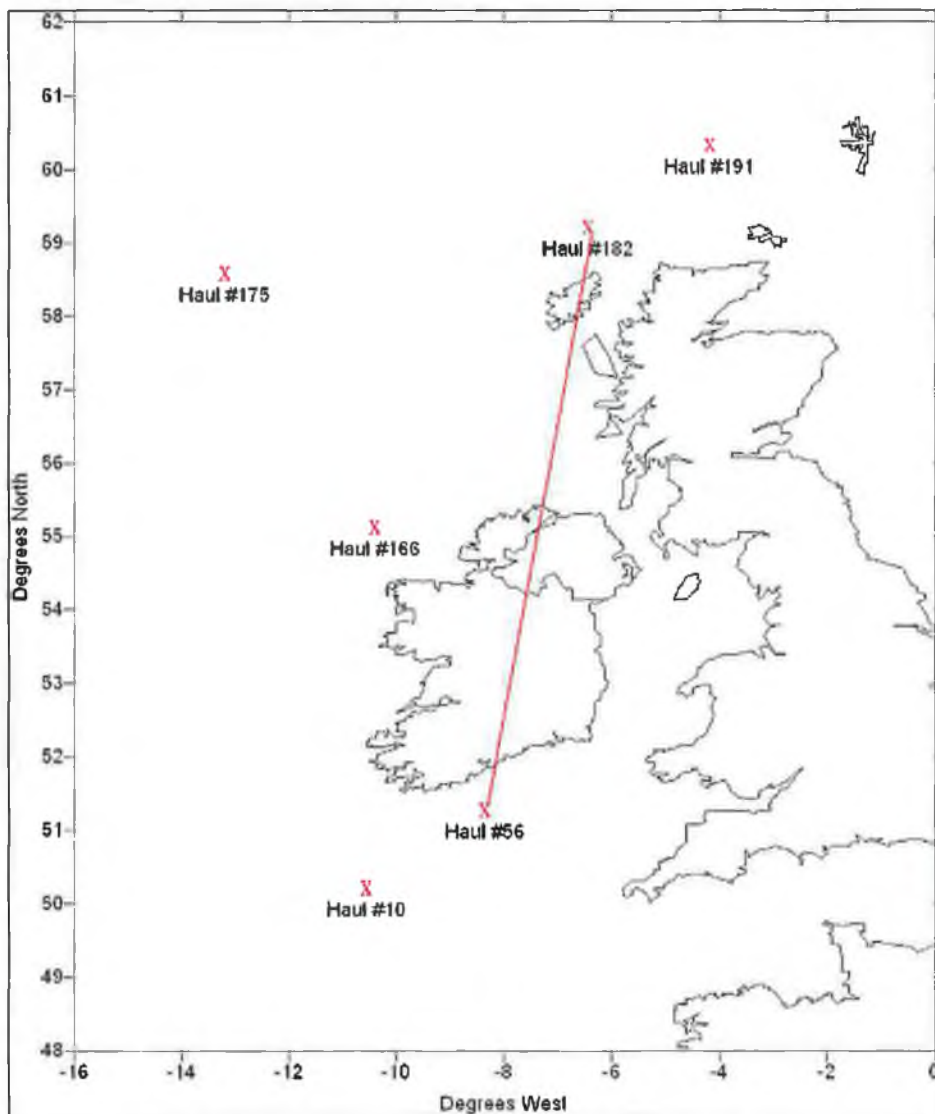 62
61
60
59
58
57
56
55
54
53
52
51
50
49
48
Degrees North
Haul #191
Haul #182
Haul #175
Haul #166
Haul #56
Haul #10
-16 -14 -12 -10 -8 -6 -4 -2 0
Degrees West